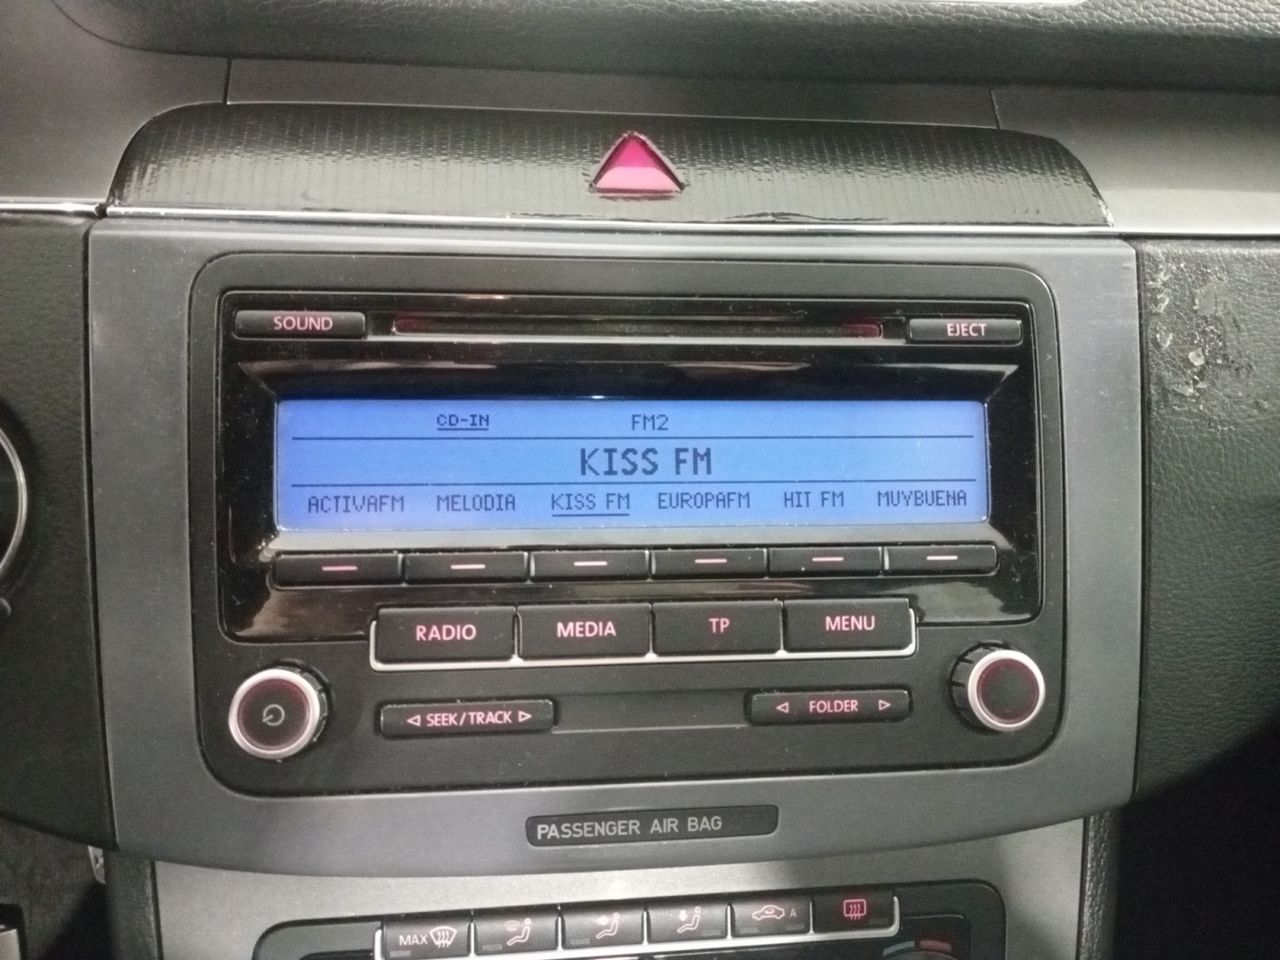 SOUND
EJECT
CD-IN FM2
KISS FM
ACTIVAFM MELODIA KISS FM EUROPAFM HIT FM MUYBUENA
RADIO MEDIA TP MENU
SEEK/TRACK FOLDER
PASSENGER AIR BAG
MAX A